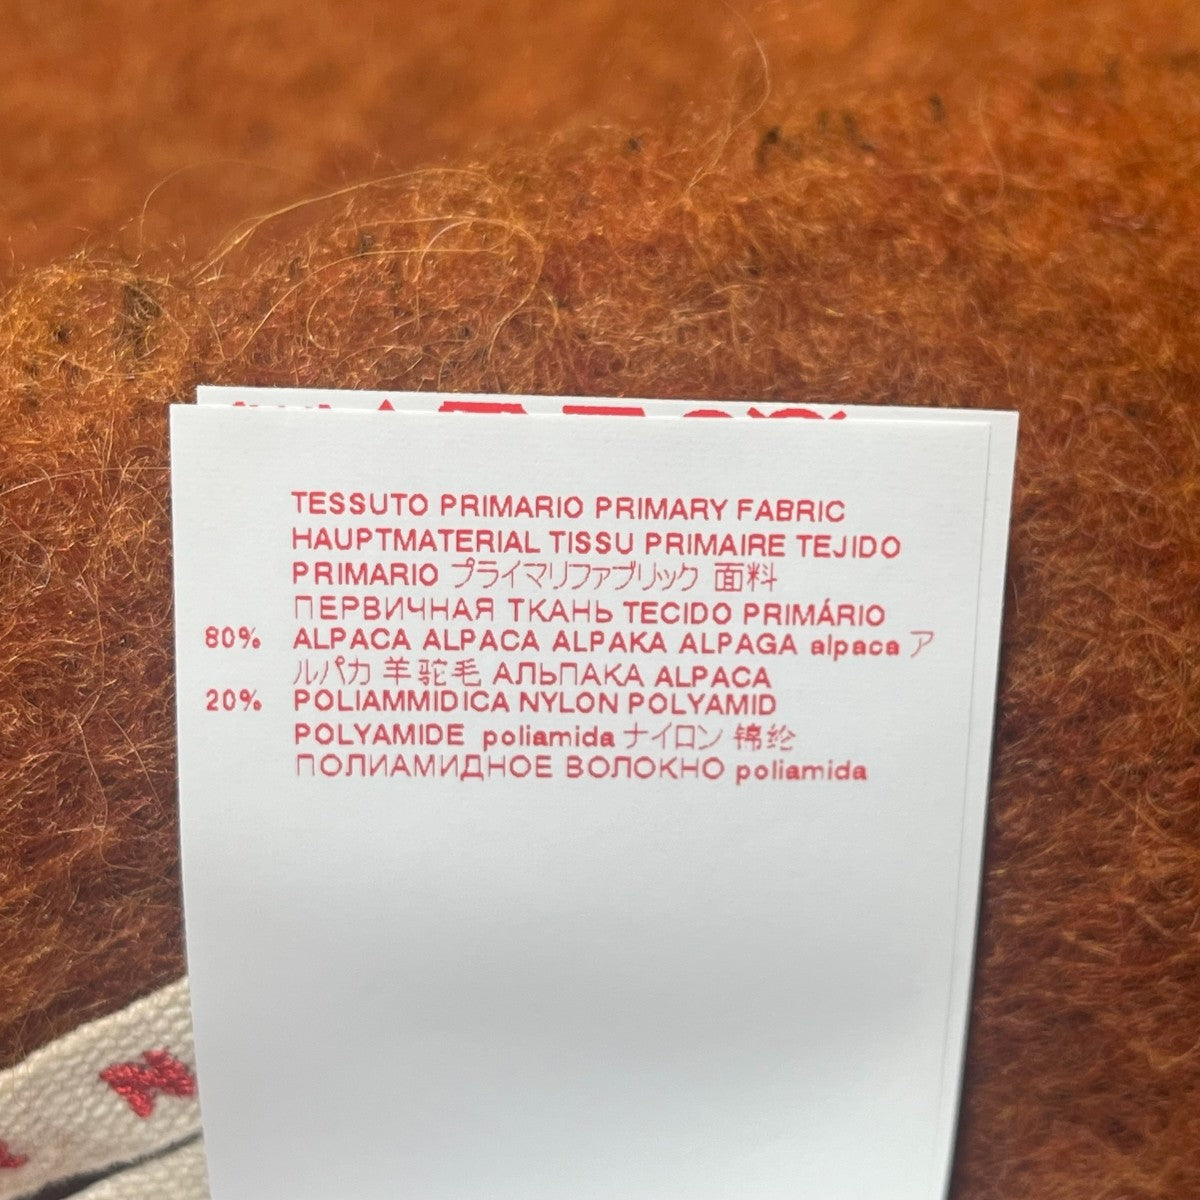 TESSUTO PRIMARIO PRIMARY FABRIC
HAUPTMATERIAL TISSU PRIMAIRE TEJIDO
PRIMARIO プライマリファブリック 面料
ПЕРВИЧНАЯ ТКАНЬ TECIDO PRIMÁRIO
80% ALPACA ALPACA ALPAKA ALPAGA alpaca ア
ルパカ 羊驼毛 АЛЬПАКА ALPACA
20% POLIAMMIDICA NYLON POLYAMID
POLYAMIDE poliamida ナイロン 锦纶
ПОЛИАМИДНОЕ ВОЛОКНО poliamida